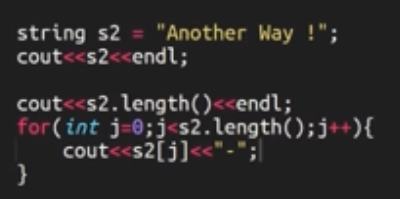 string s2 = "Another Way !";
cout<<s2<<endl;
cout<<s2.length()<<endl;
for(int j=0;j<s2.length();j++){
    cout<<s2[j]<<"-";
}